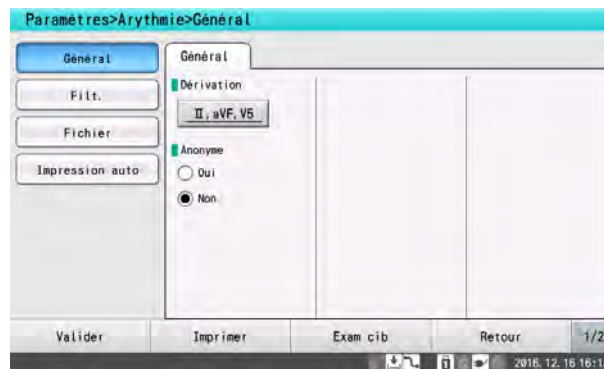 Paramètres>Arythmie>Général
Général
Filt.
Fichier
Impression auto
Général
Dérivation
Ⅱ, aVF, V5
Anonyme
Oui
Non
Valider
Imprimer
Exam cib
Retour
1/2
2016. 12. 16 16:1